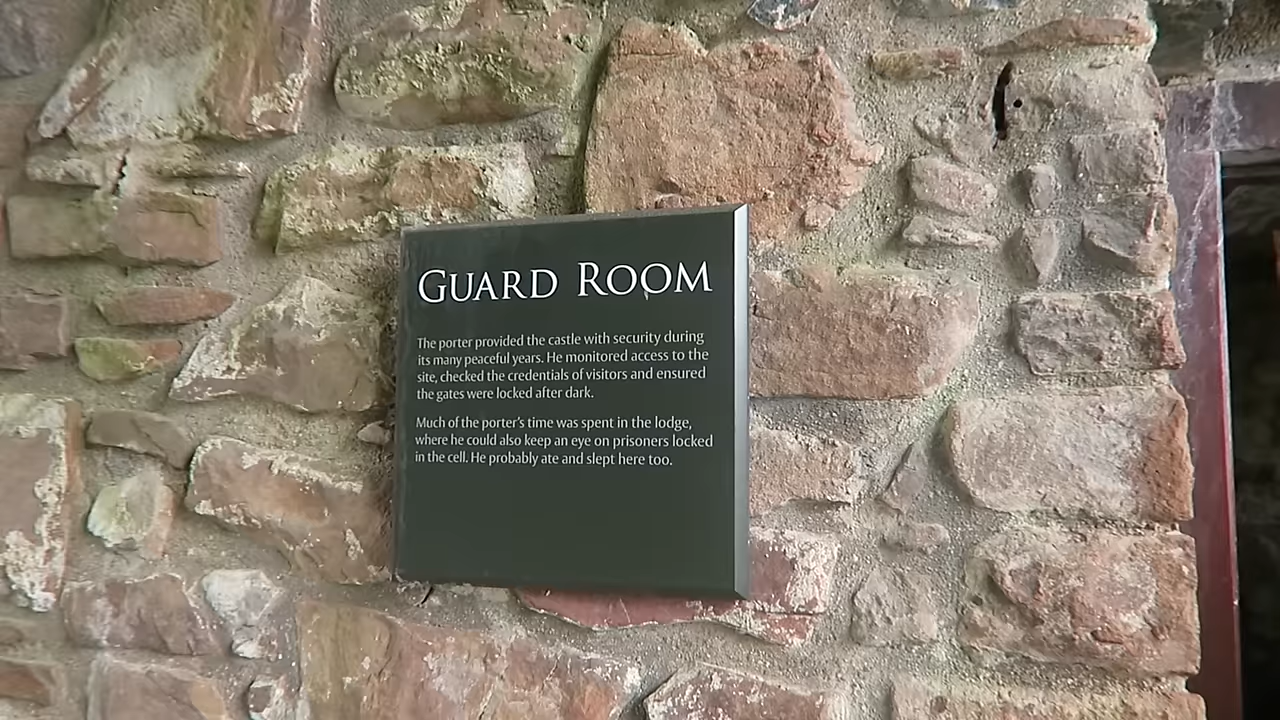 GUARD ROOM
The porter provided the castle with security during
its many peaceful years. He monitored access to the
site, checked the credentials of visitors and ensured
the gates were locked after dark.
Much of the porter's time was spent in the lodge,
where he could also keep an eye on prisoners locked
in the cell. He probably ate and slept here too.